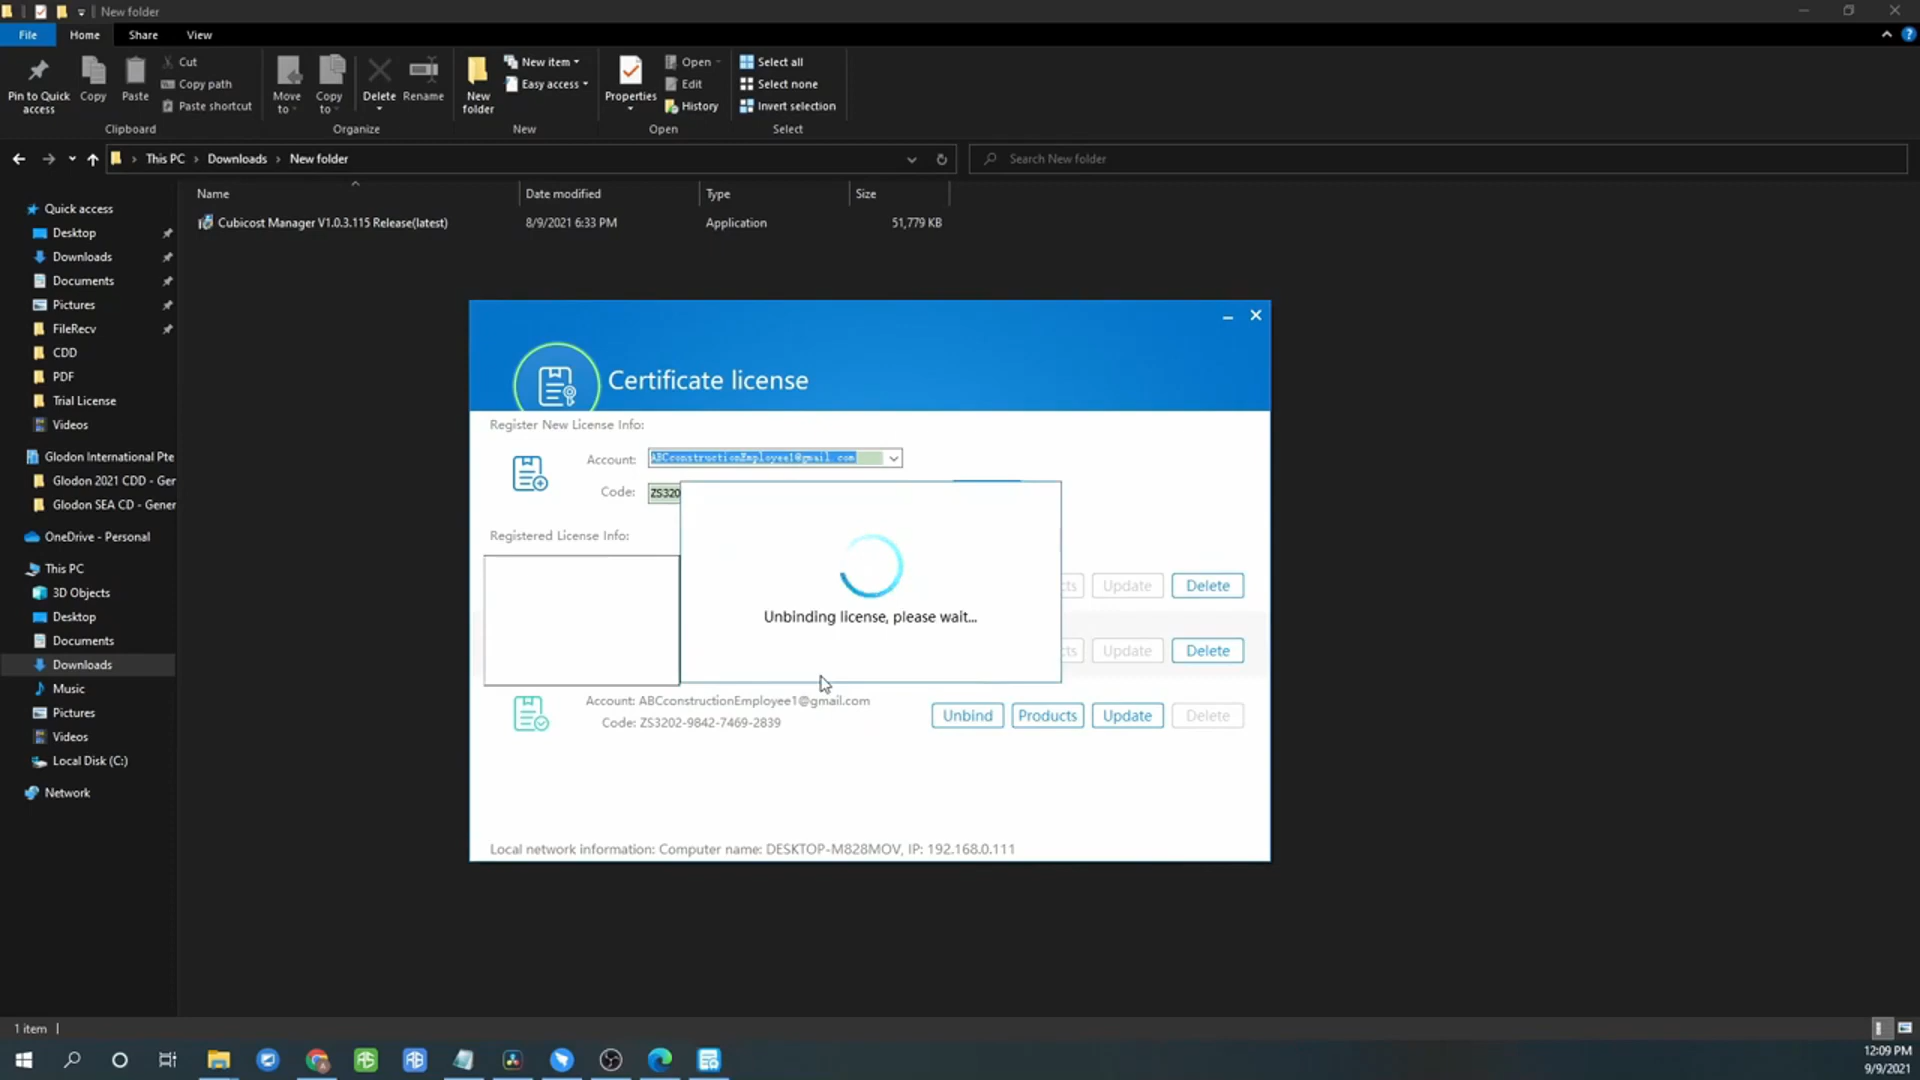 New folder
File
Home
Share
View
Pin to Quick access
Copy
Paste
Cut
Copy path
Paste shortcut
Clipboard
Move to
Copy to
Delete
Rename
Organize
New folder
New item
Easy access
New
Properties
Open
Edit
History
Open
Select all
Select none
Invert selection
Select
This PC
Downloads
New folder
Search New folder
Name
Date modified
Type
Size
Cubicost Manager V1.0.3.115 Release(latest)
8/9/2021 6:33 PM
Application
51,779 KB
Quick access
Desktop
Downloads
Documents
Pictures
FileRecv
CDD
PDF
Trial License
Videos
Glodon International Pte
Glodon 2021 CDD - Ger
Glodon SEA CD - Gener
OneDrive - Personal
This PC
3D Objects
Desktop
Documents
Downloads
Music
Pictures
Videos
Local Disk (C:)
Network
Certificate license
Register New License Info:
Account:
ABCconstructionEmployee1@gmail.com
Code:
ZS320
Registered License Info:
Unbinding license, please wait...
cts
Update
Delete
cts
Update
Delete
Account: ABCconstructionEmployee1@gmail.com
Code: ZS3202-9842-7469-2839
Unbind
Products
Update
Delete
Local network information: Computer name: DESKTOP-M828MOV, IP: 192.168.0.111
1 item
12:09 PM
9/9/2021